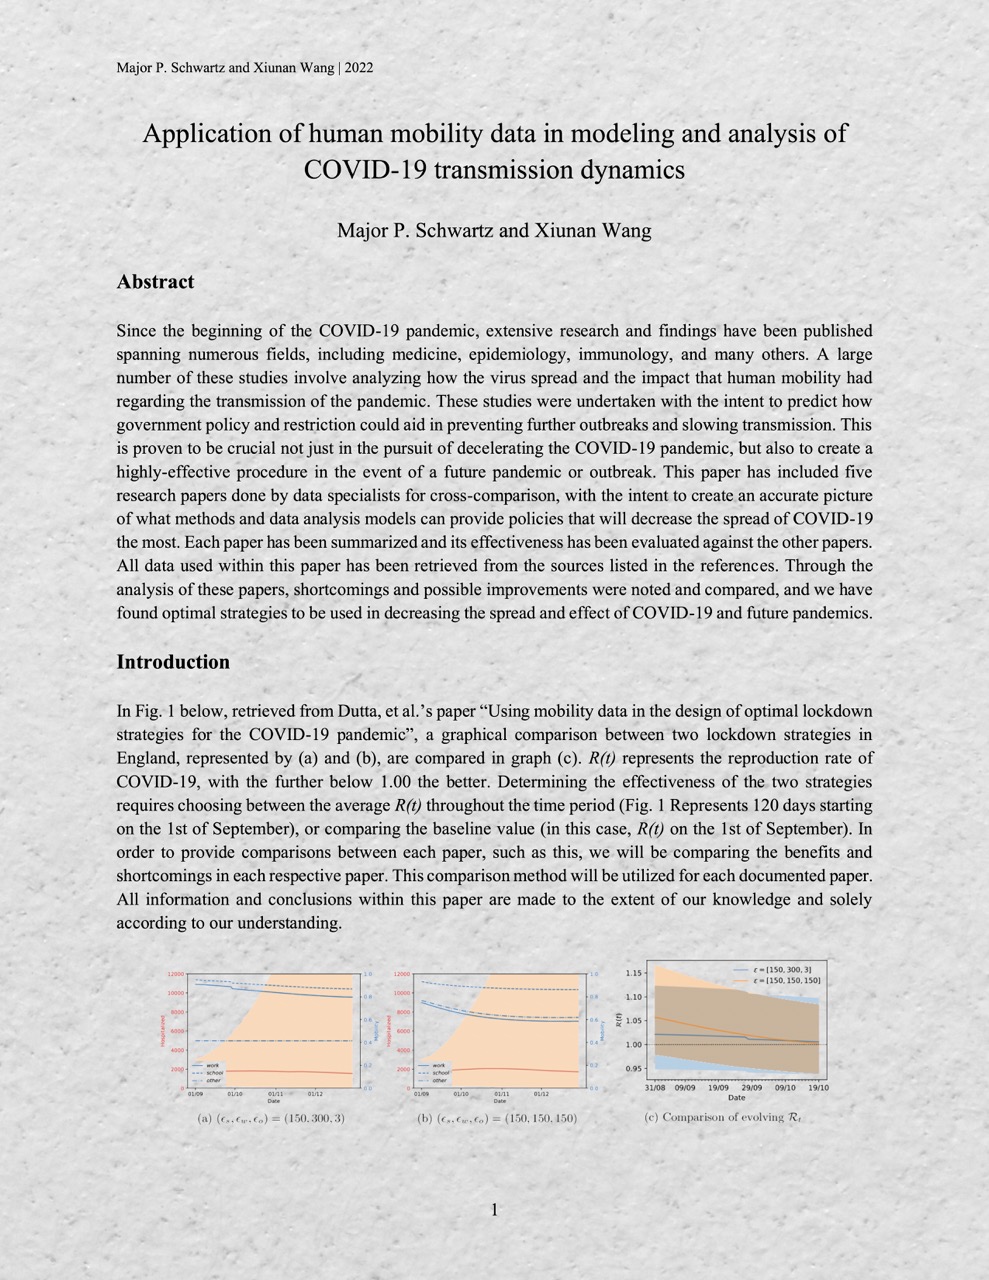 Major P. Schwartz and Xiunan Wang | 2022
Application of human mobility data in modeling and analysis of
COVID-19 transmission dynamics
Major P. Schwartz and Xiunan Wang
Abstract
Since the beginning of the COVID-19 pandemic, extensive research and findings have been published
spanning numerous fields, including medicine, epidemiology, immunology, and many others. A large
number of these studies involve analyzing how the virus spread and the impact that human mobility had
regarding the transmission of the pandemic. These studies were undertaken with the intent to predict how
government policy and restriction could aid in preventing further outbreaks and slowing transmission. This
is proven to be crucial not just in the pursuit of decelerating the COVID-19 pandemic, but also to create a
highly-effective procedure in the event of a future pandemic or outbreak. This paper has included five
research papers done by data specialists for cross-comparison, with the intent to create an accurate picture
of what methods and data analysis models can provide policies that will decrease the spread of COVID-19
the most. Each paper has been summarized and its effectiveness has been evaluated against the other papers.
All data used within this paper has been retrieved from the sources listed in the references. Through the
analysis of these papers, shortcomings and possible improvements were noted and compared, and we have
found optimal strategies to be used in decreasing the spread and effect of COVID-19 and future pandemics.
Introduction
In Fig. 1 below, retrieved from Dutta, et al.’s paper “Using mobility data in the design of optimal lockdown
strategies for the COVID-19 pandemic”, a graphical comparison between two lockdown strategies in
England, represented by (a) and (b), are compared in graph (c). R(t) represents the reproduction rate of
COVID-19, with the further below 1.00 the better. Determining the effectiveness of the two strategies
requires choosing between the average R(t) throughout the time period (Fig. 1 Represents 120 days starting
on the 1st of September), or comparing the baseline value (in this case, R(t) on the 1st of September). In
order to provide comparisons between each paper, such as this, we will be comparing the benefits and
shortcomings in each respective paper. This comparison method will be utilized for each documented paper.
All information and conclusions within this paper are made to the extent of our knowledge and solely
according to our understanding.
12000
10000
8000
6000
4000
2000
0
Hospitalized
1.0
0.8
0.6
0.4
0.2
0.0
Mobility
work
school
other
01/09 01/10 01/11 01/12
Date
(a) (ϵs, ϵw, ϵo) = (150, 300, 3)
12000
10000
8000
6000
4000
2000
0
Hospitalized
1.0
0.8
0.6
0.4
0.2
0.0
Mobility
work
school
other
01/09 01/10 01/11 01/12
Date
(b) (ϵs, ϵw, ϵo) = (150, 150, 150)
ε = [150, 300, 3]
ε = [150, 150, 150]
1.15
1.10
1.05
1.00
0.95
R(t)
31/08 09/09 19/09 29/09 09/10 19/10
Date
(c) Comparison of evolving Rt
1